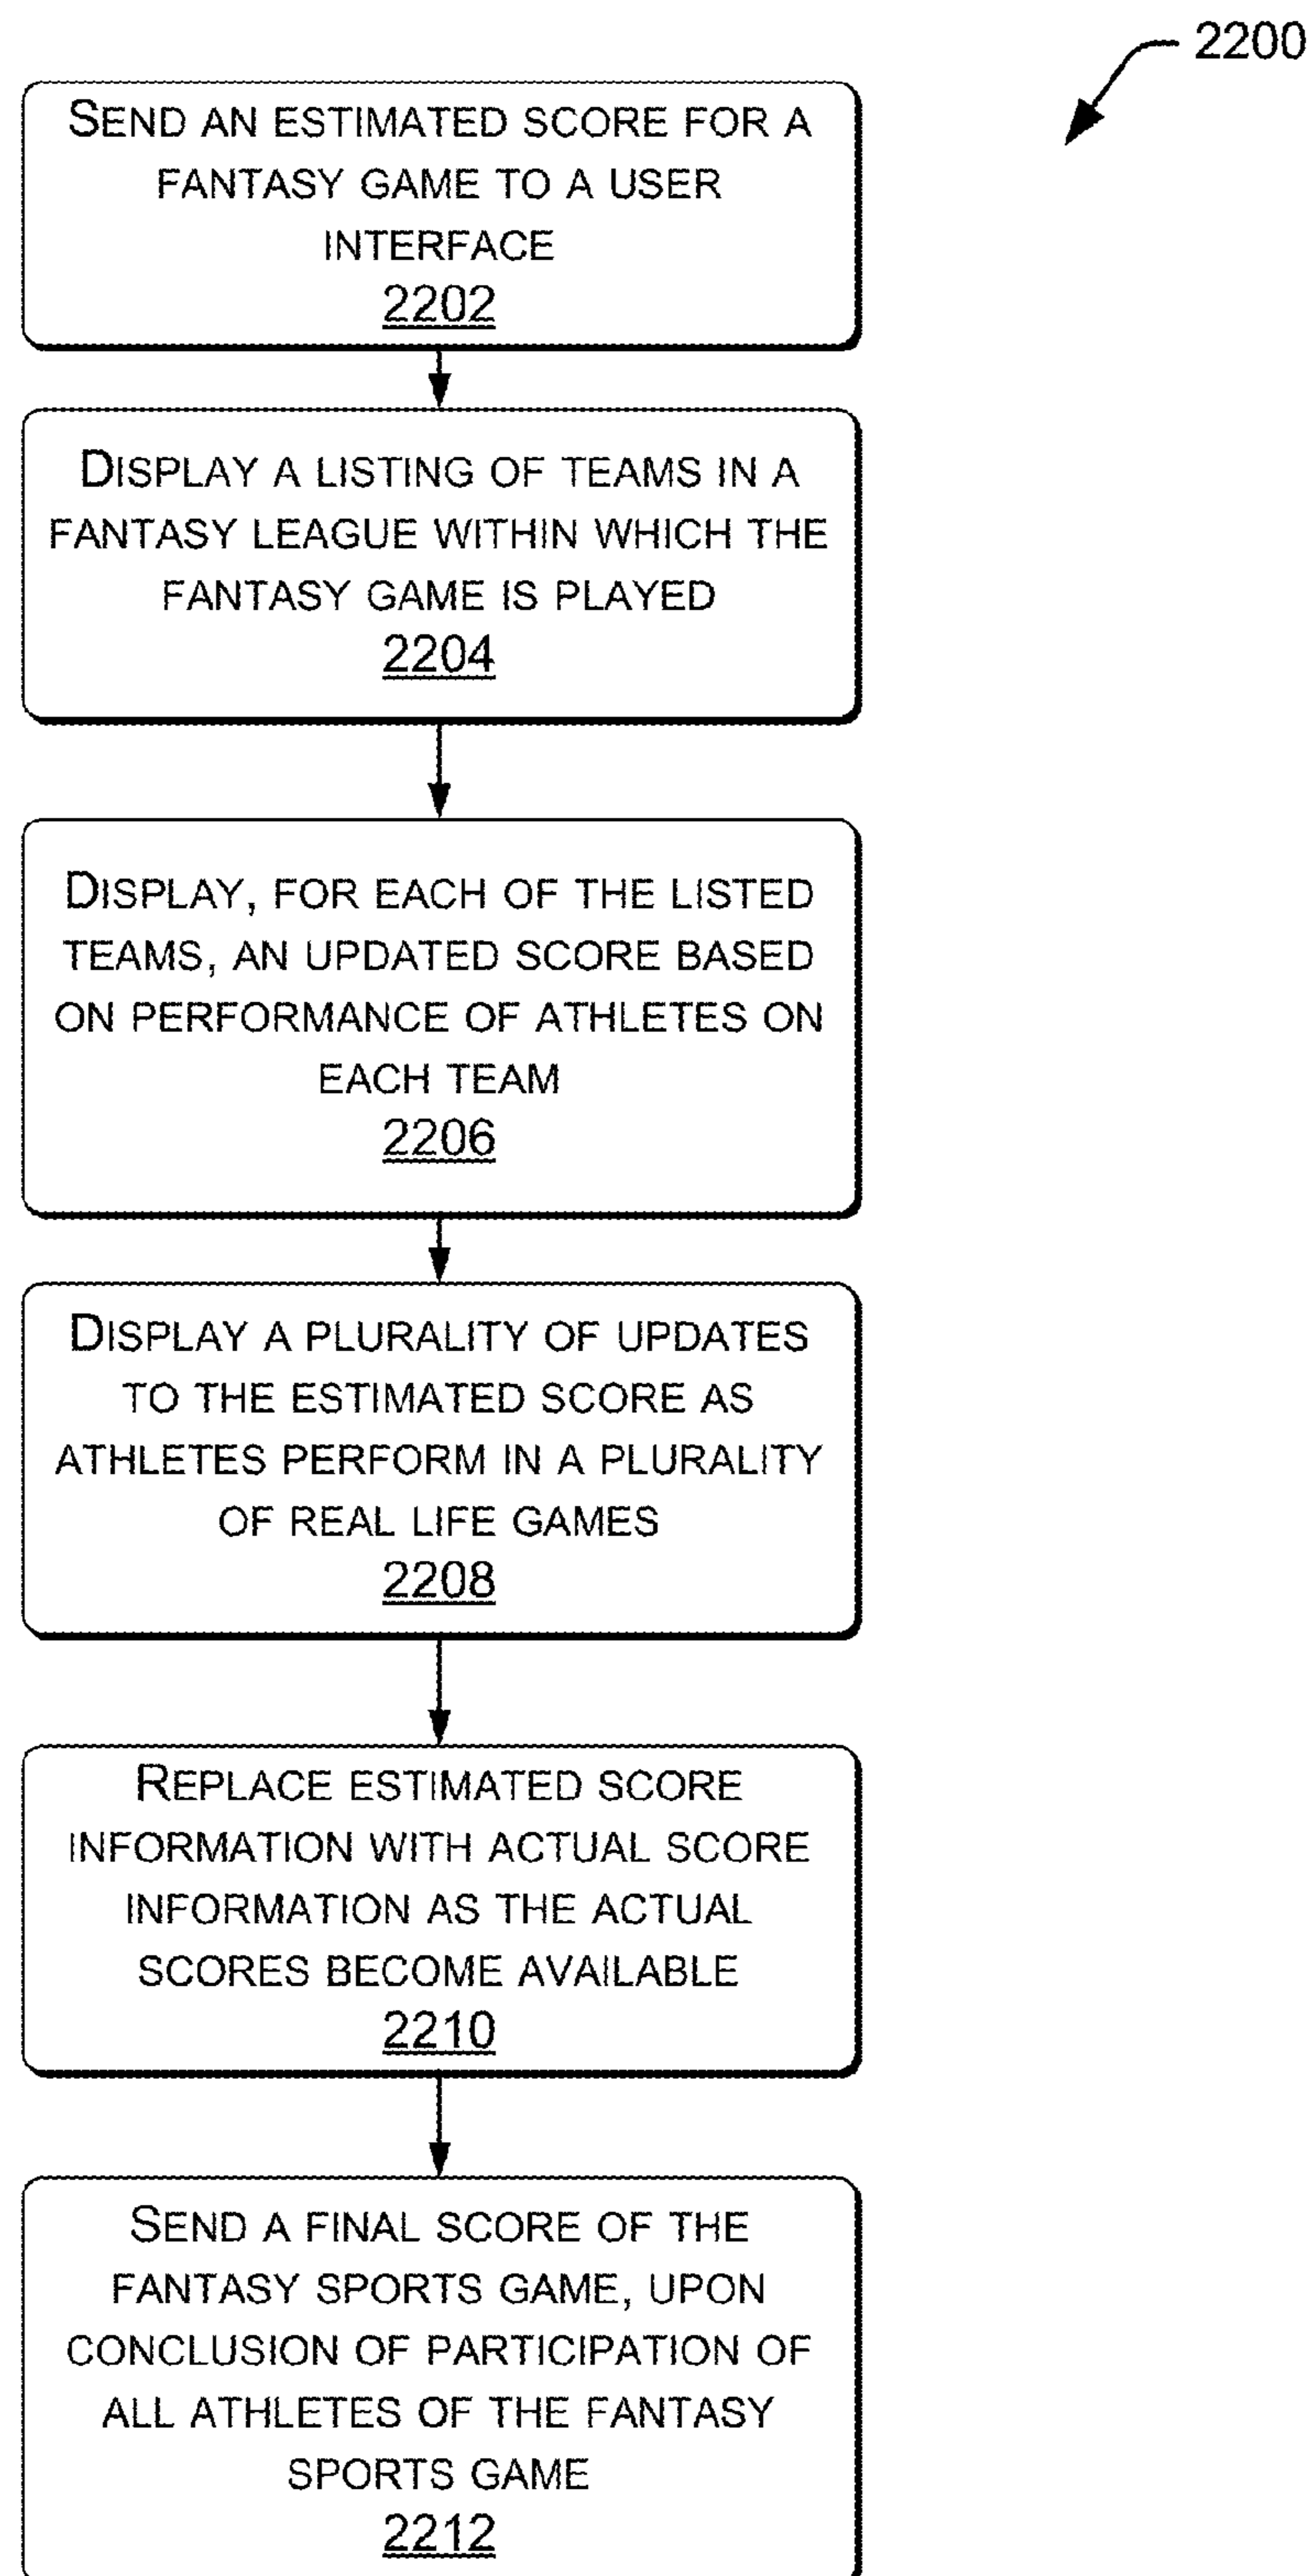 2200
SEND AN ESTIMATED SCORE FOR A
FANTASY GAME TO A USER
INTERFACE
2202
DISPLAY A LISTING OF TEAMS IN A
FANTASY LEAGUE WITHIN WHICH THE
FANTASY GAME IS PLAYED
2204
DISPLAY, FOR EACH OF THE LISTED
TEAMS, AN UPDATED SCORE BASED
ON PERFORMANCE OF ATHLETES ON
EACH TEAM
2206
DISPLAY A PLURALITY OF UPDATES
TO THE ESTIMATED SCORE AS
ATHLETES PERFORM IN A PLURALITY
OF REAL LIFE GAMES
2208
REPLACE ESTIMATED SCORE
INFORMATION WITH ACTUAL SCORE
INFORMATION AS THE ACTUAL
SCORES BECOME AVAILABLE
2210
SEND A FINAL SCORE OF THE
FANTASY SPORTS GAME, UPON
CONCLUSION OF PARTICIPATION OF
ALL ATHLETES OF THE FANTASY
SPORTS GAME
2212